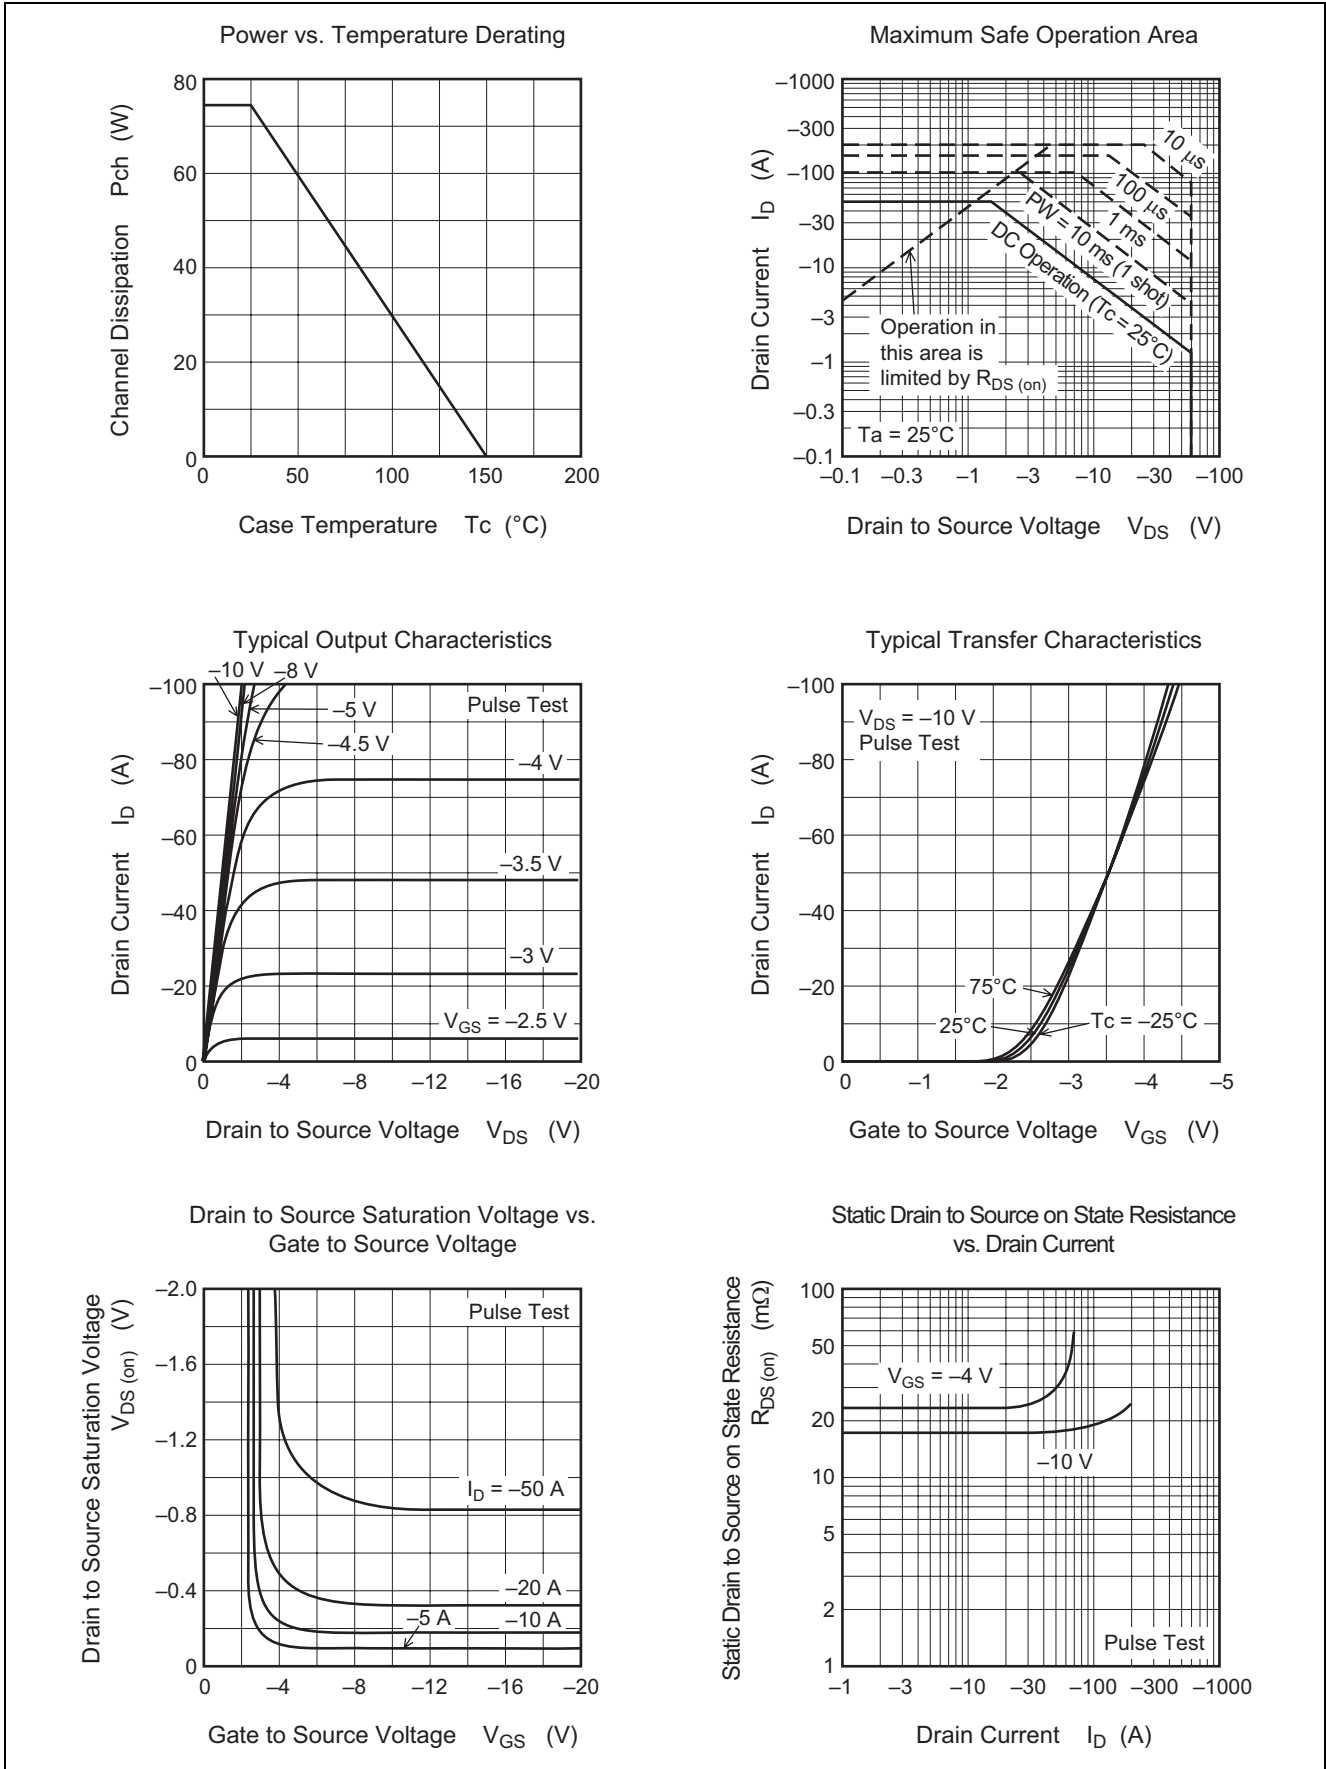 Power vs. Temperature Derating
80
60
40
20
0
0 50 100 150 200
Channel Dissipation Pch (W)
Case Temperature Tc (°C)
Maximum Safe Operation Area
–1000
–300
–100
–30
–10
–3
–1
–0.3
–0.1
–0.1 –0.3 –1 –3 –10 –30 –100
Drain Current ID (A)
10 μs
100 μs
1 ms
PW = 10 ms (1 shot)
DC Operation (Tc = 25°C)
Operation in
this area is
limited by RDS (on)
Ta = 25°C
Drain to Source Voltage VDS (V)
Typical Output Characteristics
–10 V –8 V
–100
–80
–60
–40
–20
0
0 –4 –8 –12 –16 –20
Drain Current ID (A)
Pulse Test
–5 V
–4.5 V
–4 V
–3.5 V
–3 V
VGS = –2.5 V
Drain to Source Voltage VDS (V)
Typical Transfer Characteristics
–100
–80
–60
–40
–20
0
0 –1 –2 –3 –4 –5
Drain Current ID (A)
VDS = –10 V
Pulse Test
75°C
25°C
Tc = –25°C
Gate to Source Voltage VGS (V)
Drain to Source Saturation Voltage vs.
Gate to Source Voltage
–2.0
–1.6
–1.2
–0.8
–0.4
0
0 –4 –8 –12 –16 –20
Drain to Source Saturation Voltage
VDS (on) (V)
Pulse Test
ID = –50 A
–20 A
–5 A
–10 A
Gate to Source Voltage VGS (V)
Static Drain to Source on State Resistance
vs. Drain Current
100
50
20
10
5
2
1
–1 –3 –10 –30 –100 –300 –1000
Static Drain to Source on State Resistance
RDS (on) (mΩ)
VGS = –4 V
–10 V
Pulse Test
Drain Current ID (A)